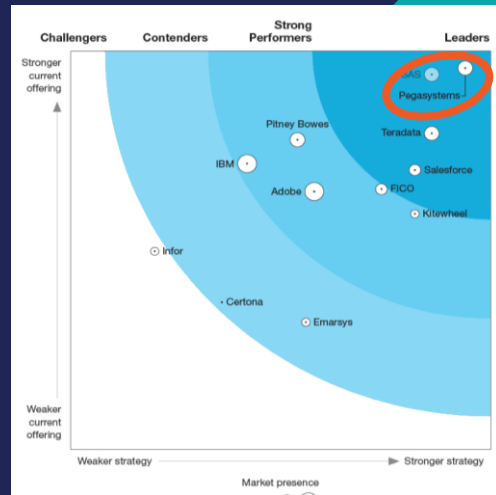 Challengers
Contenders
Strong
Performers
Leaders
Stronger
current
offering
SAS
Pegasystems
Pitney Bowes
Teradata
IBM
Salesforce
Adobe
FICO
Kitewheel
Infor
Certona
Emarsys
Weaker
current
offering
Weaker strategy
Stronger strategy
Market presence